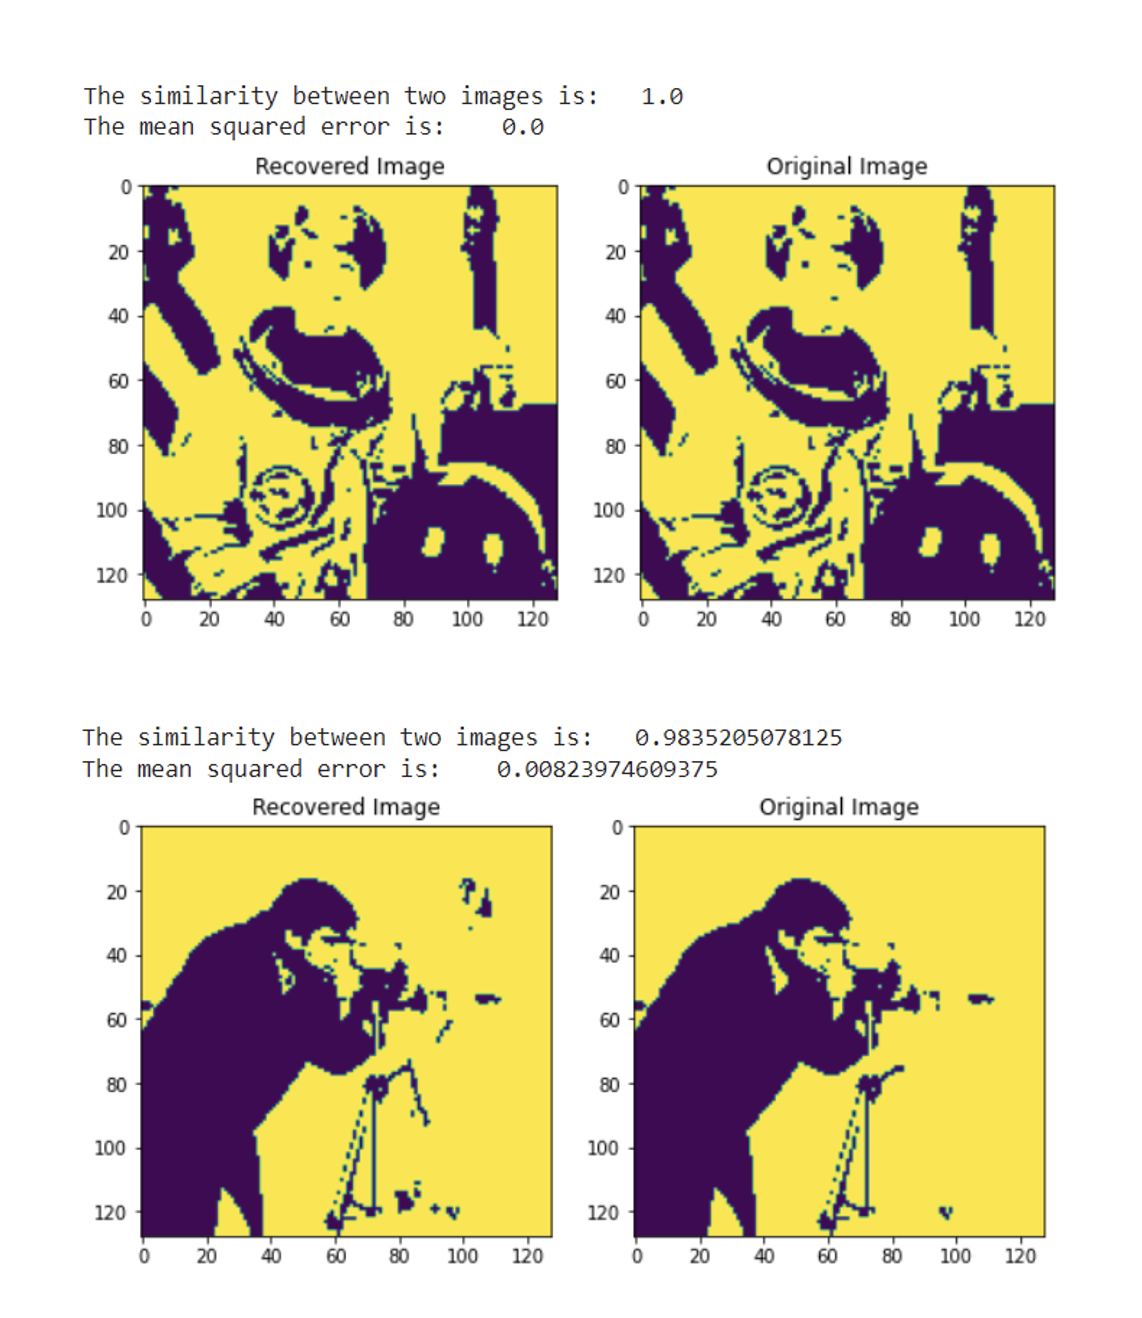 The similarity between two images is: 1.0
The mean squared error is: 0.0
Recovered Image Original Image
0 0
20 20
40 40
60 60
80 80
100 100
120 120
0 20 40 60 80 100 120 0 20 40 60 80 100 120
The similarity between two images is: 0.9835205078125
The mean squared error is: 0.00823974609375
Recovered Image Original Image
0 0
20 20
40 40
60 60
80 80
100 100
120 120
0 20 40 60 80 100 120 0 20 40 60 80 100 120